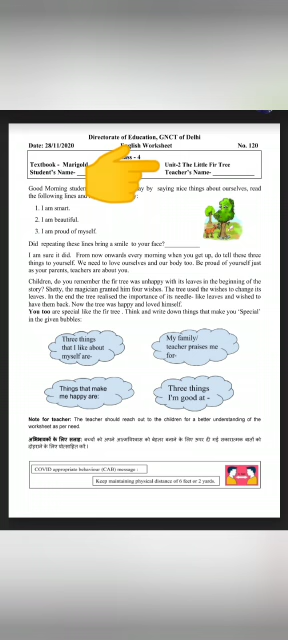 Directorate of Education, GNCT of Delhi
Date: 28/11/2020 English Worksheet No. 120
- 4
Textbook - Marigold Unit-2 The Little Fir Tree
Student's Name- Teacher's Name-
Good Morning by saying nice things about ourselves, read
the following lines and
1. I am smart.
2. I am beautiful.
3. I am proud of myself.
Did repeating these lines bring a smile to your face?
I am sure it did. From now onwards every morning when you get up, do tell these three
things to yourself. We need to love ourselves and our body too. Be proud of yourself just
as your parents, teachers are about you.
Children, do you remember the fir tree was unhappy with its leaves in the beginning of the
story? Shetty, the magician granted him four wishes. The tree used the wishes to change its
leaves. In the end the tree realised the importance of its needle- like leaves and wished to
have them back. Now the tree was happy and loved himself.
You too are special like the fir tree . Think and write down things that make you 'Special'
in the given bubbles:
Three things
that I like about
myself are-
My family/
teacher praises me
for-
Things that make
me happy are:
Three things
I'm good at -
Note for teacher: The teacher should reach out to the children for a better understanding of the
worksheet as per need.
अभिभावकों के लिए सलाह: बच्चों को अपने आत्मविश्वास को बेहतर बनाने के लिए ऊपर दी गई सकारात्मक बातों को
दोहराने के लिए प्रोत्साहित करें।
COVID appropriate behaviour (CAB) message :
Keep maintaining physical distance of 6 feet or 2 yards.